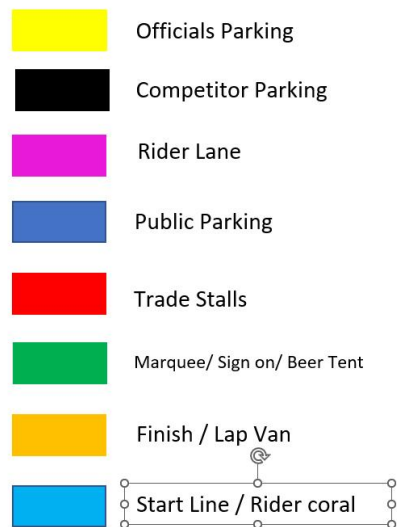 Officials Parking
Competitor Parking
Rider Lane
Public Parking
Trade Stalls
Marquee/ Sign on/ Beer Tent
Finish / Lap Van
Start Line / Rider coral